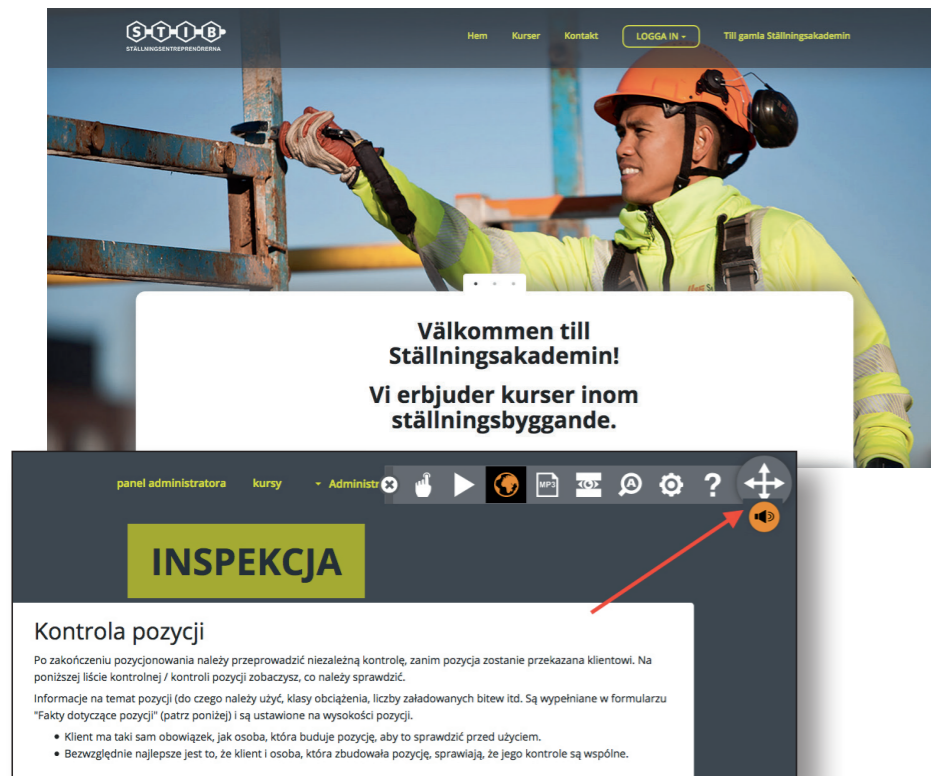 S-T-I-B
STÄLLNINGSENTREPRENÖRERNA
Hem Kurser Kontakt LOGGA IN Till gamla Ställningsakademin
Välkommen till
Ställningsakademin!
Vi erbjuder kurser inom
ställningsbyggande.
panel administratora kursy Administr
MP3
A
?
INSPEKCJA
Kontrola pozycji
Po zakończeniu pozycjonowania należy przeprowadzić niezależną kontrolę, zanim pozycja zostanie przekazana klientowi. Na
poniższej liście kontrolnej / kontroli pozycji zobaczysz, co należy sprawdzić.
Informacje na temat pozycji (do czego należy użyć, klasy obciążenia, liczby załadowanych bitew itd. Są wypełniane w formularzu
"Fakty dotyczące pozycji" (patrz poniżej) i są ustawione na wysokości pozycji.
• Klient ma taki sam obowiązek, jak osoba, która buduje pozycję, aby to sprawdzić przed użyciem.
• Bezwzględnie najlepsze jest to, że klient i osoba, która zbudowała pozycję, sprawiają, że jego kontrole są wspólne.